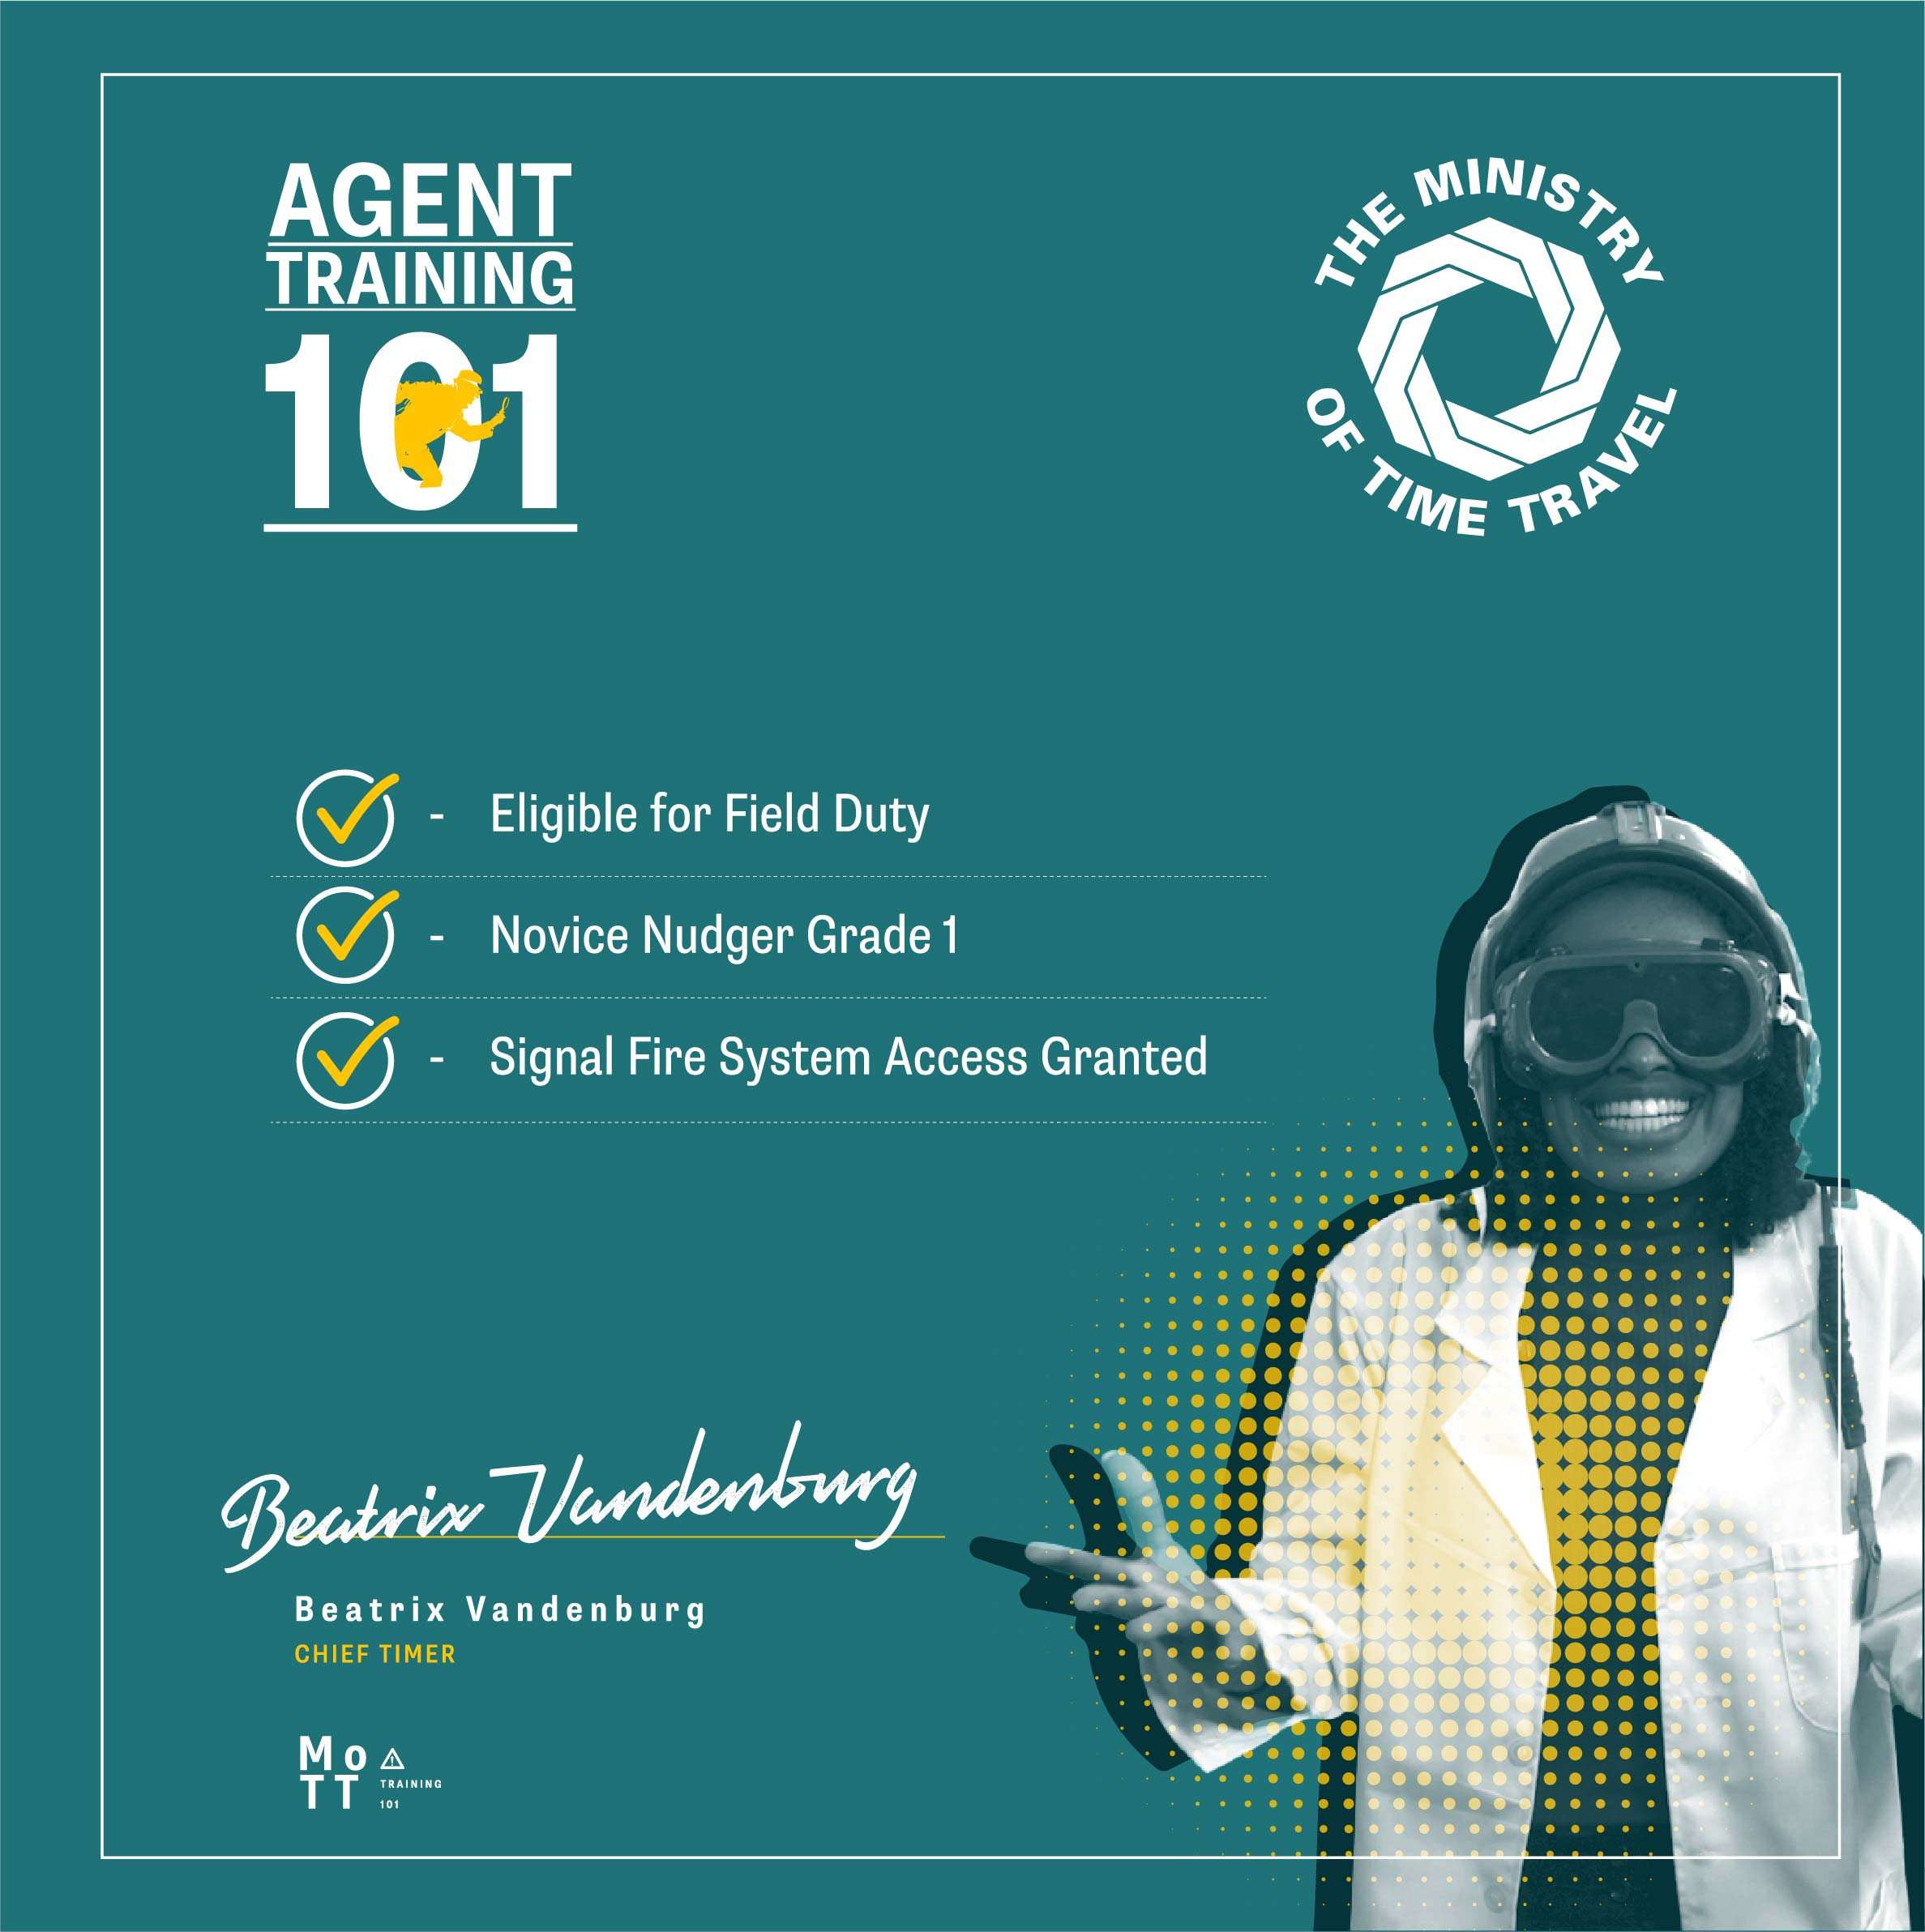 AGENT
TRAINING
101
THE MINISTRY
OF TIME TRAVEL
- Eligible for Field Duty
- Novice Nudger Grade 1
- Signal Fire System Access Granted
Beatrix Vandenburg
Beatrix Vandenburg
CHIEF TIMER
Mo
TT
TRAINING
101